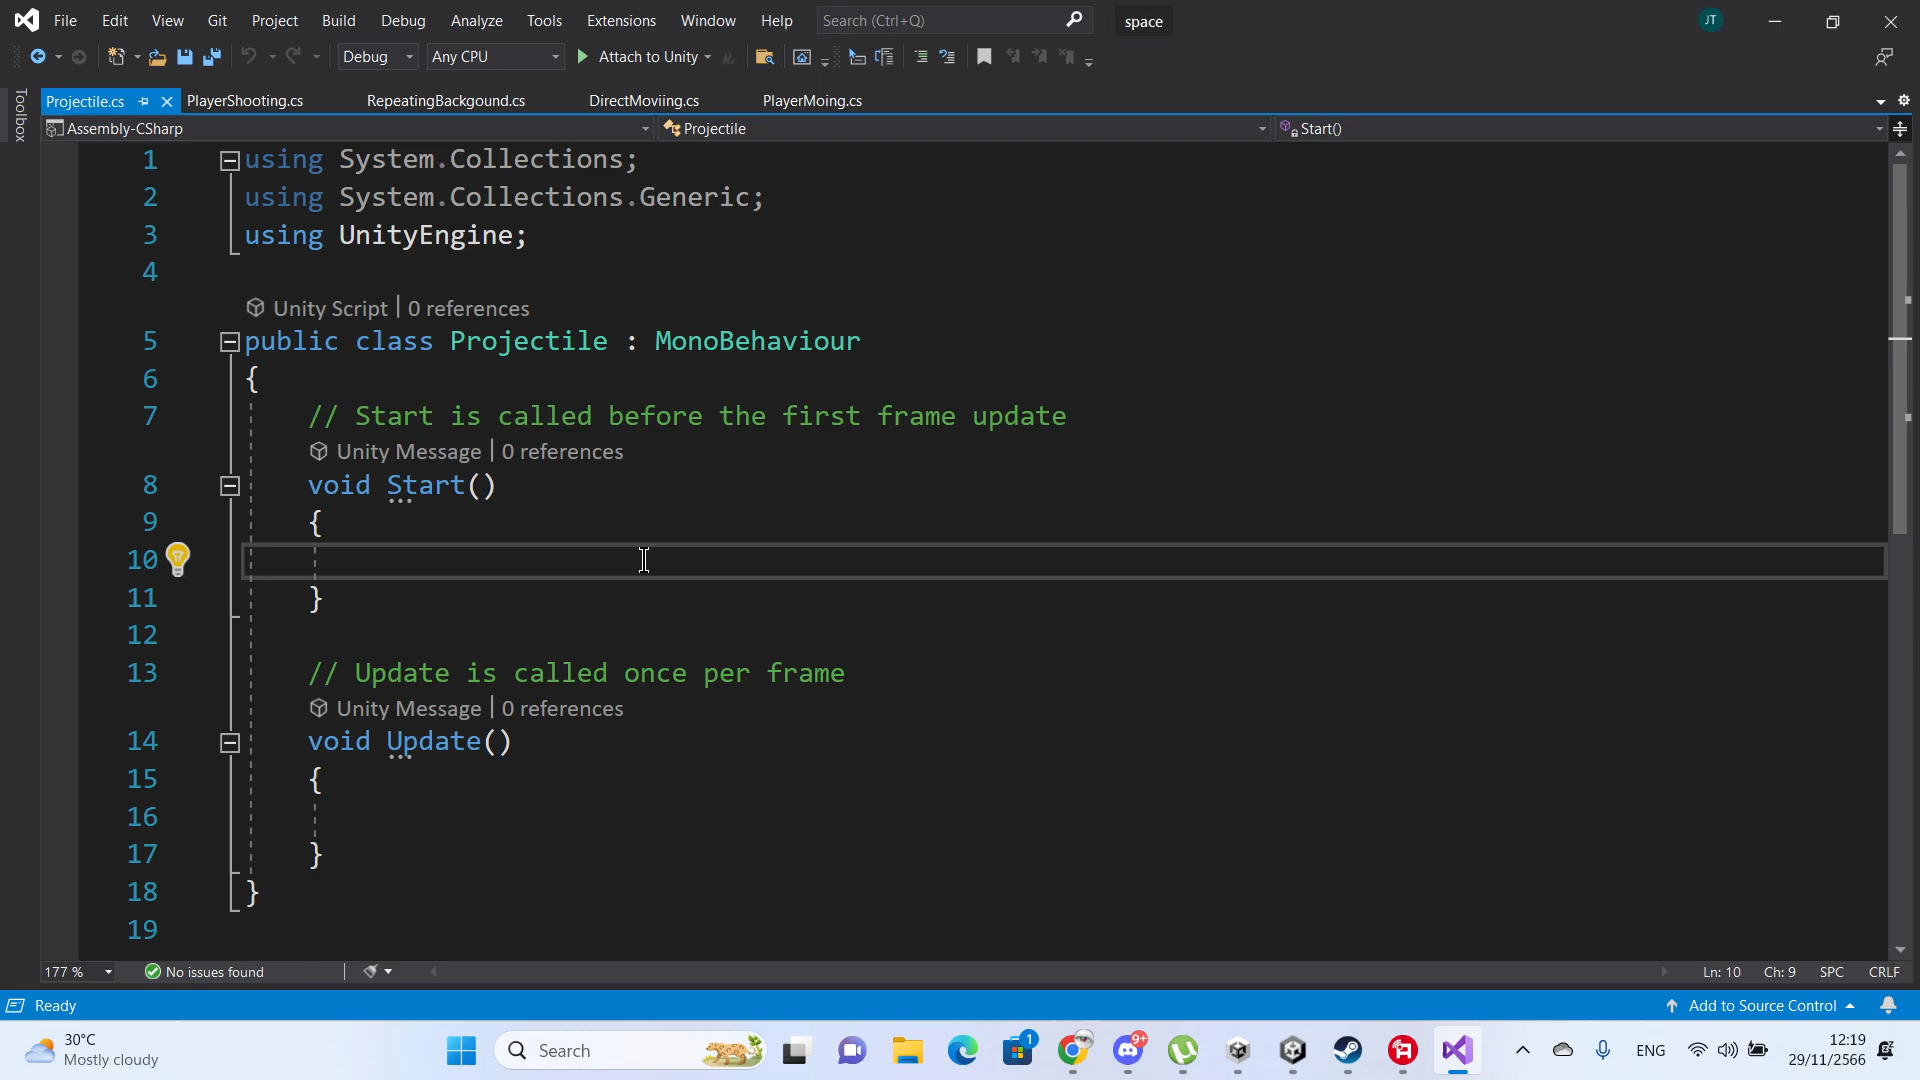 File Edit View Git Project Build Debug Test Analyze Tools Extensions Window Help Search (Ctrl+Q) space JT
Debug Any CPU Attach to Unity
Toolbox
Projectile.cs PlayerShooting.cs RepeatingBackgound.cs DirectMoviing.cs PlayerMoing.cs
Assembly-CSharp Projectile Start()
1 using System.Collections;
2 using System.Collections.Generic;
3 using UnityEngine;
4
Unity Script | 0 references
5 public class Projectile : MonoBehaviour
6 {
7 // Start is called before the first frame update
Unity Message | 0 references
8 void Start()
9 {
10
11 }
12
13 // Update is called once per frame
Unity Message | 0 references
14 void Update()
15 {
16
17 }
18 }
19
177 % No issues found Ln: 10 Ch: 9 SPC CRLF
Ready Add to Source Control
30°C
Mostly cloudy
Search
1
9+
ENG
12:19
29/11/2566